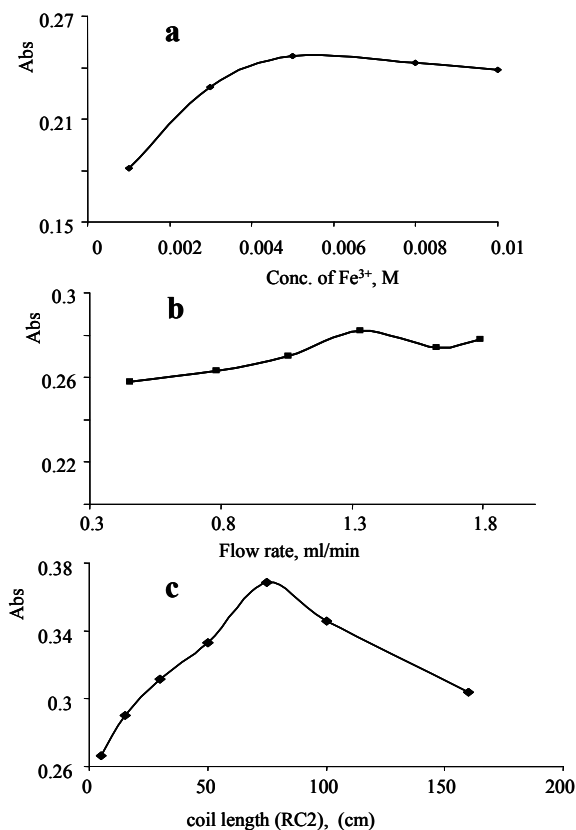 a
Abs
0.27
0.21
0.15
0 0.002 0.004 0.006 0.008 0.01
Conc. of Fe³⁺, M
b
Abs
0.3
0.26
0.22
0.3 0.8 1.3 1.8
Flow rate, ml/min
c
Abs
0.38
0.34
0.3
0.26
0 50 100 150 200
coil length (RC2), (cm)